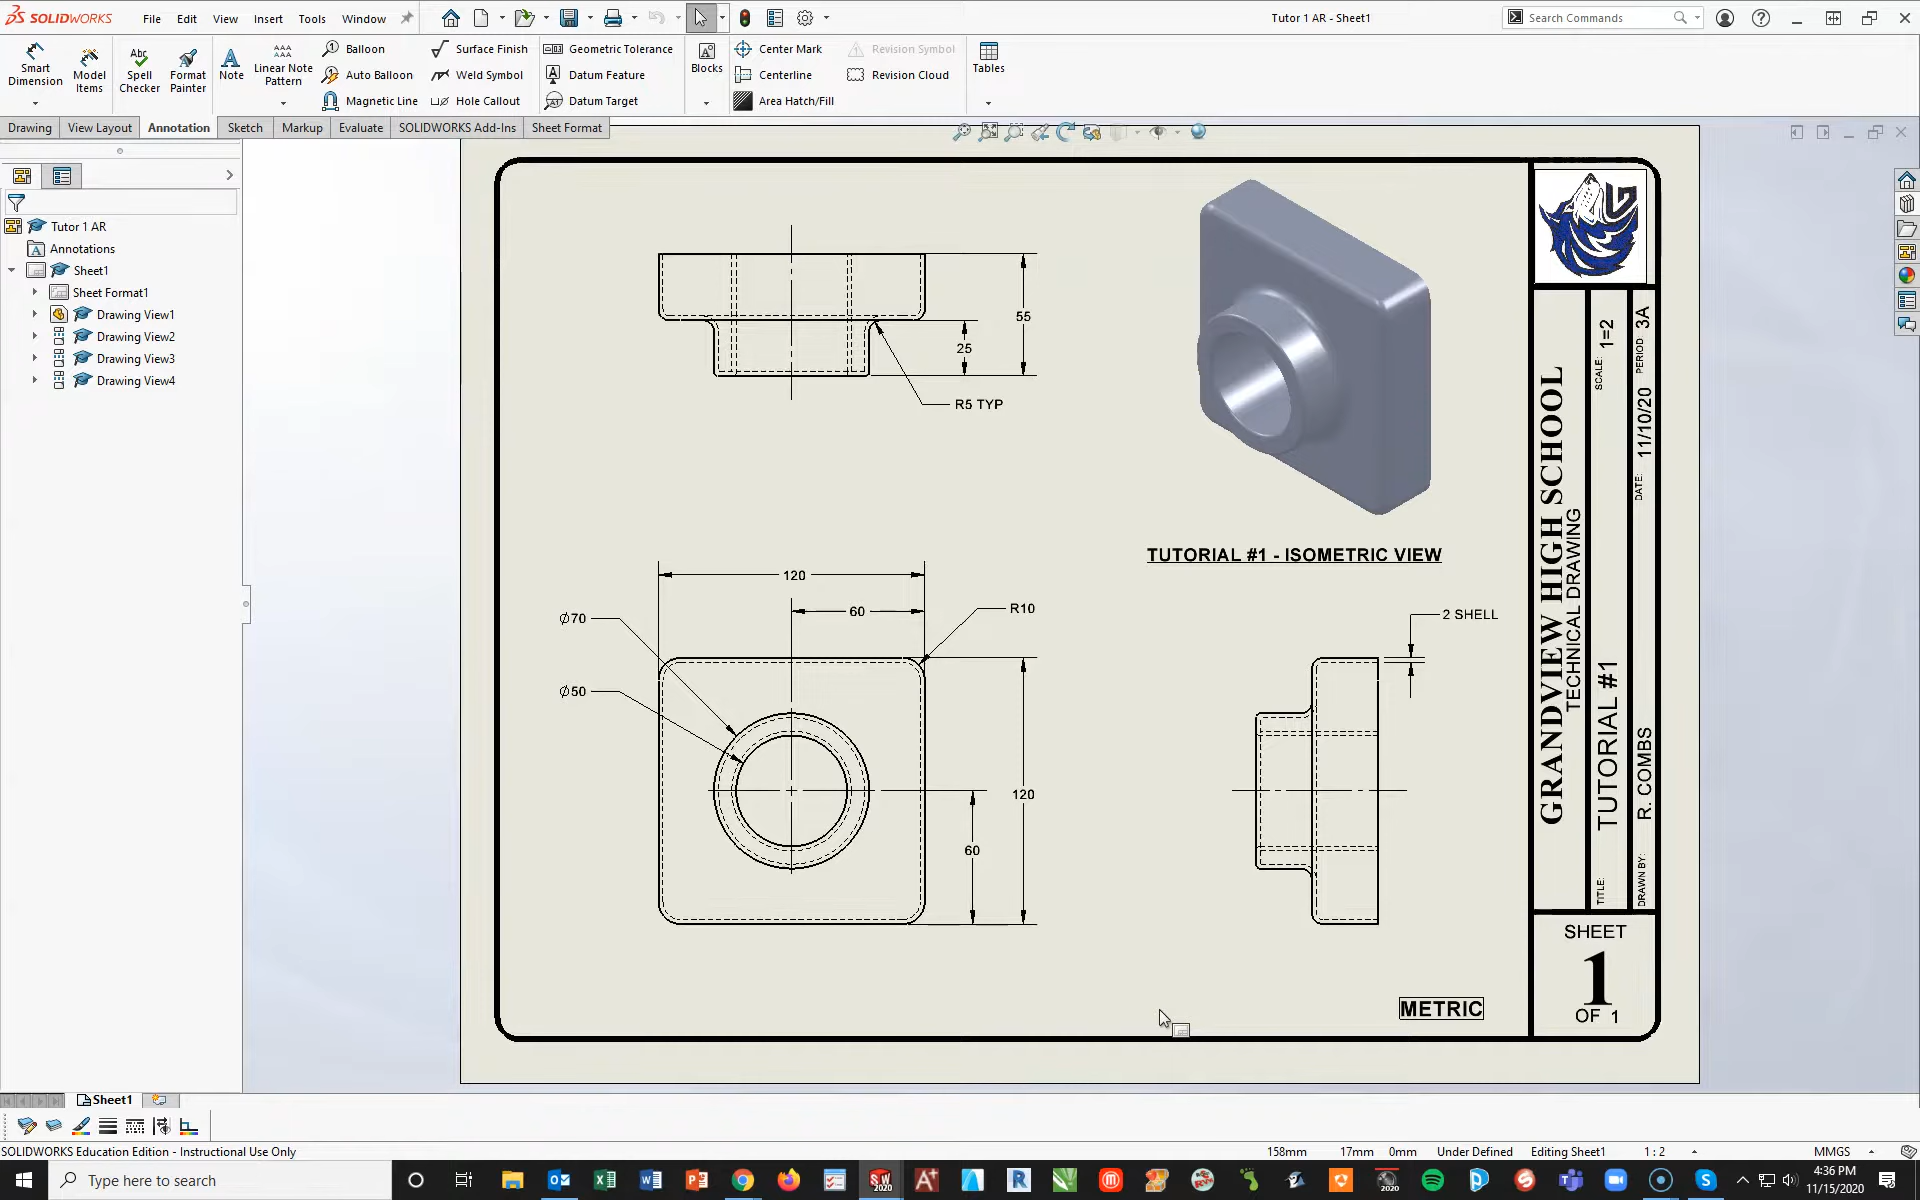 SOLIDWORKS File Edit View Insert Tools Window
Tutor 1 AR - Sheet1
Search Commands
Smart Dimension
Model Items
Spell Checker
Format Painter
Note
Linear Note Pattern
Balloon
Auto Balloon
Magnetic Line
Surface Finish
Weld Symbol
Hole Callout
Geometric Tolerance
Datum Feature
Datum Target
Blocks
Center Mark
Centerline
Area Hatch/Fill
Revision Symbol
Revision Cloud
Tables
Drawing View Layout Annotation Sketch Markup Evaluate SOLIDWORKS Add-Ins Sheet Format
Tutor 1 AR
Annotations
Sheet1
Sheet Format1
Drawing View1
Drawing View2
Drawing View3
Drawing View4
55
25
R5 TYP
TUTORIAL #1 - ISOMETRIC VIEW
120
60
R10
Ø70
Ø50
120
60
2 SHELL
METRIC
GRANDVIEW HIGH SCHOOL
TECHNICAL DRAWING
TITLE: TUTORIAL #1
SCALE: 1=2
DRAWN BY: R. COMBS
DATE: 11/10/20
PERIOD 3A
SHEET
1
OF 1
Sheet1
SOLIDWORKS Education Edition - Instructional Use Only
158mm 17mm 0mm Under Defined Editing Sheet1 1 : 2 MMGS
Type here to search
4:36 PM
11/15/2020